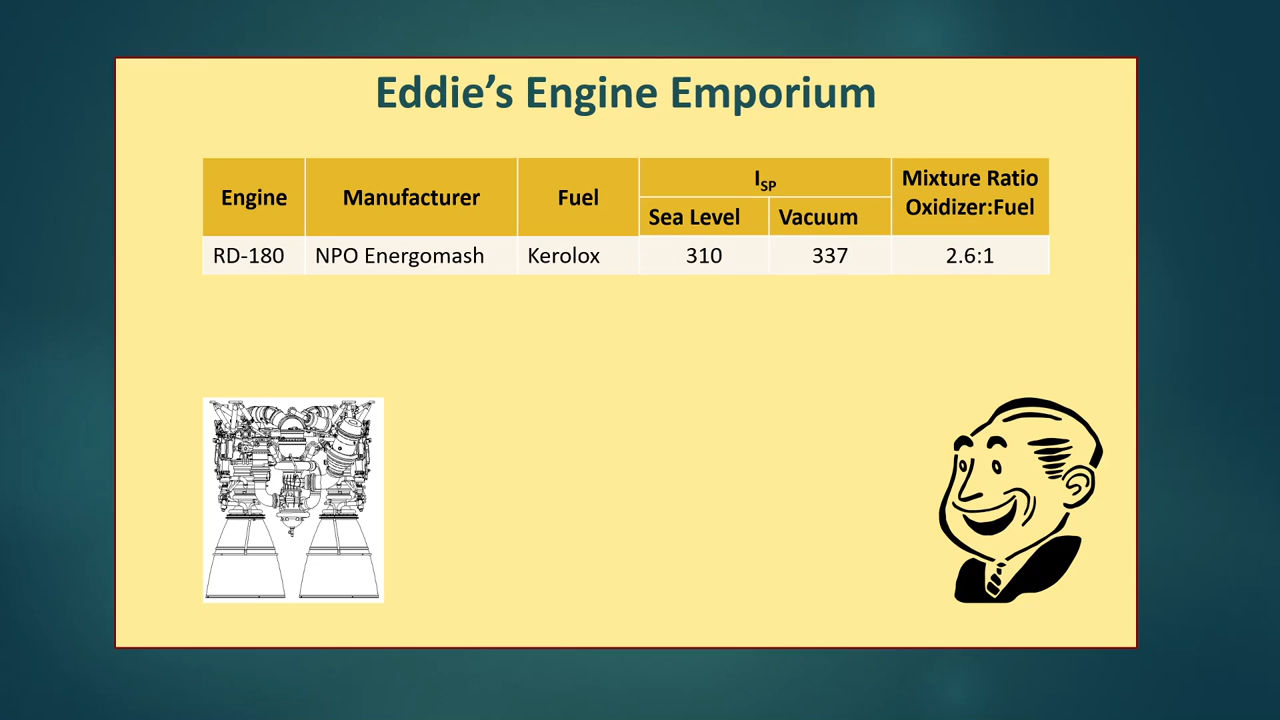 Eddie’s Engine Emporium
Engine Manufacturer Fuel ISP Mixture Ratio Oxidizer:Fuel
Sea Level Vacuum
RD-180 NPO Energomash Kerolox 310 337 2.6:1